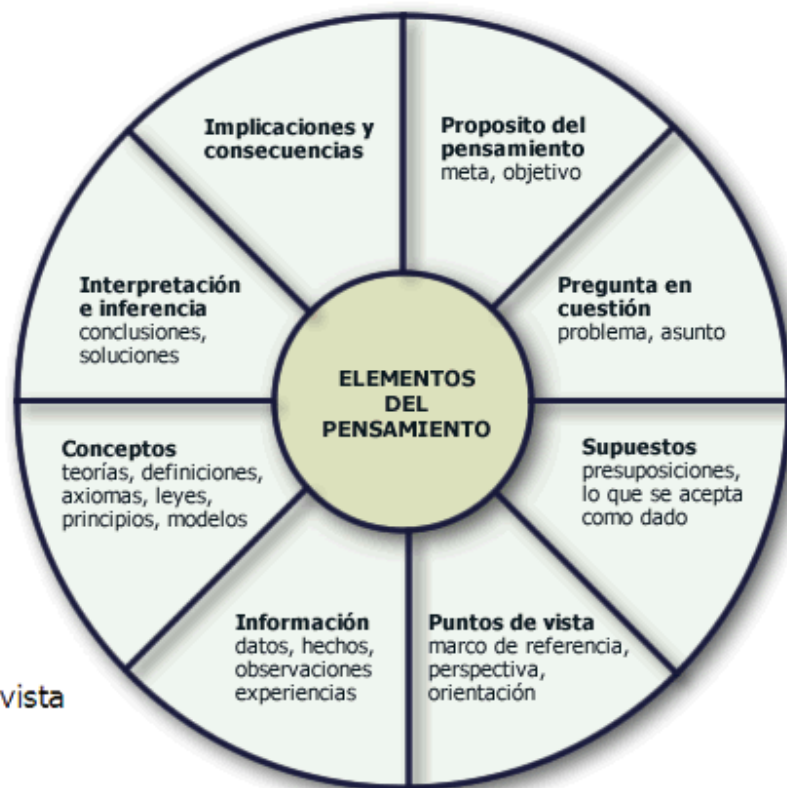 Implicaciones y
consecuencias
Proposito del
pensamiento
meta, objetivo
Pregunta en
cuestión
problema, asunto
Supuestos
presuposiciones,
lo que se acepta
como dado
Puntos de vista
marco de referencia,
perspectiva,
orientación
Información
datos, hechos,
observaciones
experiencias
Conceptos
teorías, definiciones,
axiomas, leyes,
principios, modelos
Interpretación
e inferencia
conclusiones,
soluciones
ELEMENTOS
DEL
PENSAMIENTO
vista